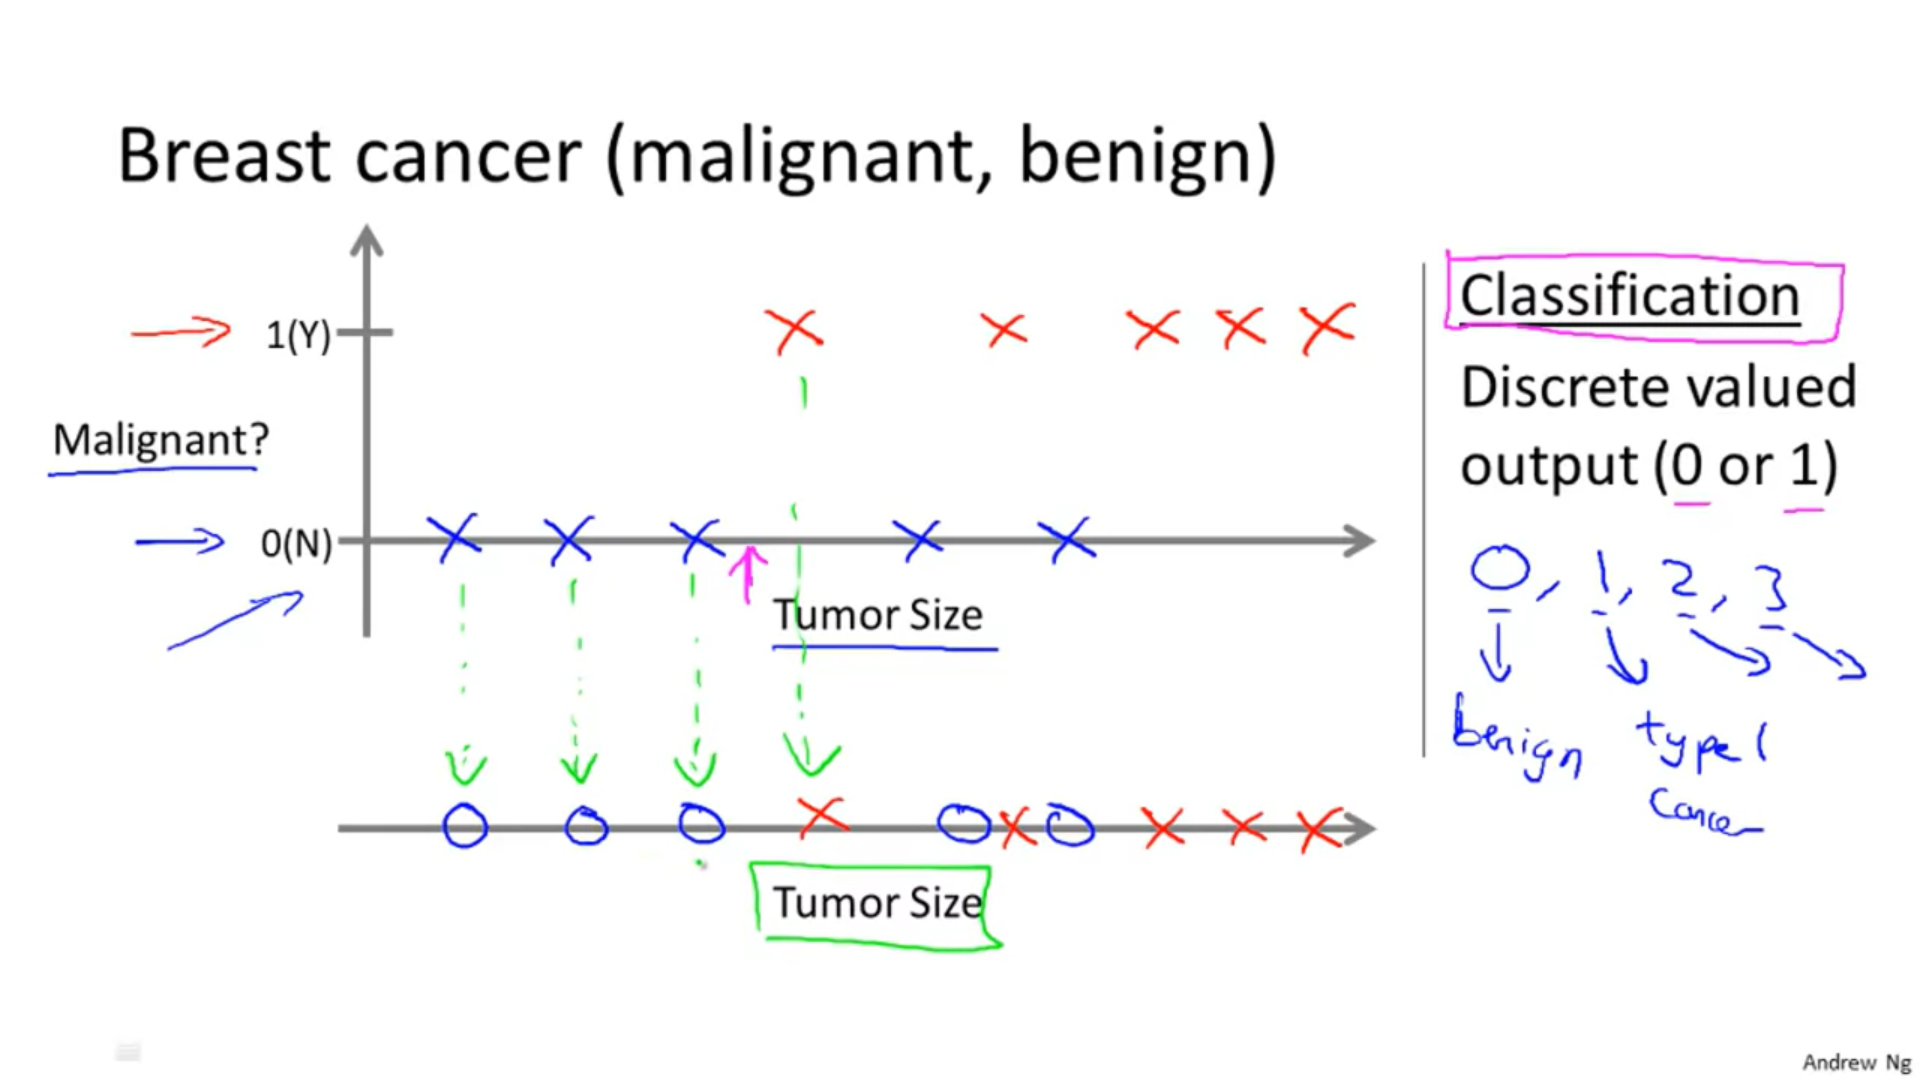 Breast cancer (malignant, benign)
1(Y)
Malignant?
0(N)
Tumor Size
Tumor Size
Classification
Discrete valued
output (0 or 1)
0, 1, 2, 3
benign
type 1
cancer
Andrew Ng